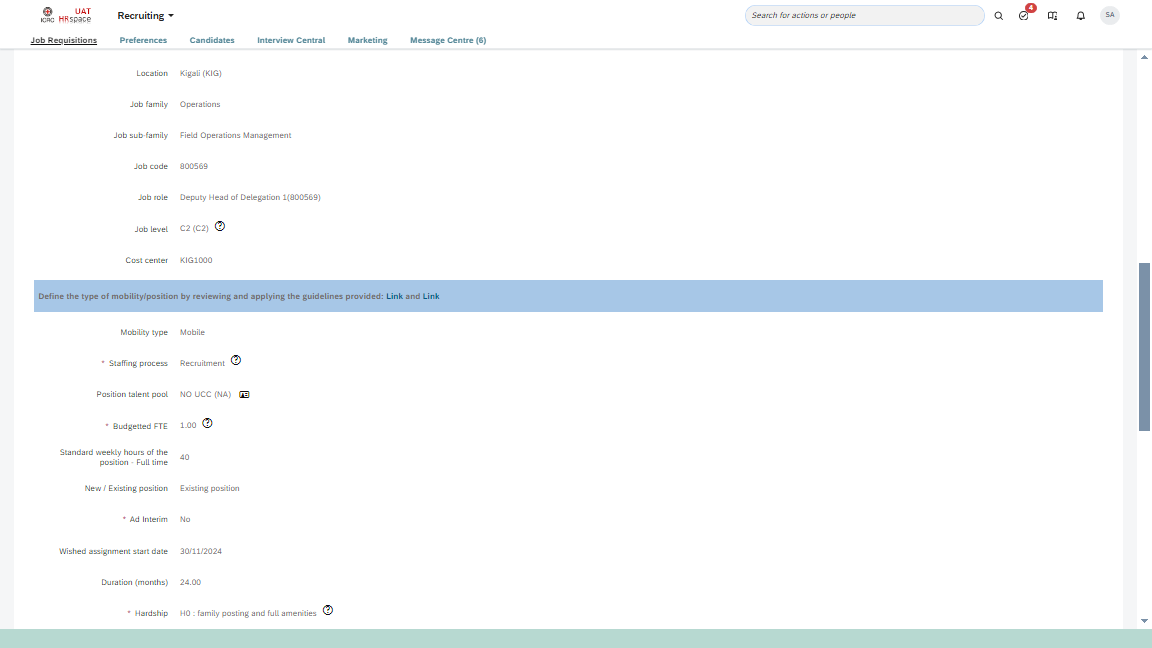 UAT
ICRC HRspace
Recruiting
Search for actions or people
4
SA
Job Requisitions Preferences Candidates Interview Central Marketing Message Centre (6)
Location Kigali (KIG)
Job family Operations
Job sub-family Field Operations Management
Job code 800569
Job role Deputy Head of Delegation 1(800569)
Job level C2 (C2) ?
Cost center KIG1000
Define the type of mobility/position by reviewing and applying the guidelines provided: Link and Link
Mobility type Mobile
* Staffing process Recruitment ?
Position talent pool NO UCC (NA)
* Budgetted FTE 1.00 ?
Standard weekly hours of the
position - Full time 40
New / Existing position Existing position
* Ad Interim No
Wished assignment start date 30/11/2024
Duration (months) 24.00
* Hardship H0 : family posting and full amenities ?